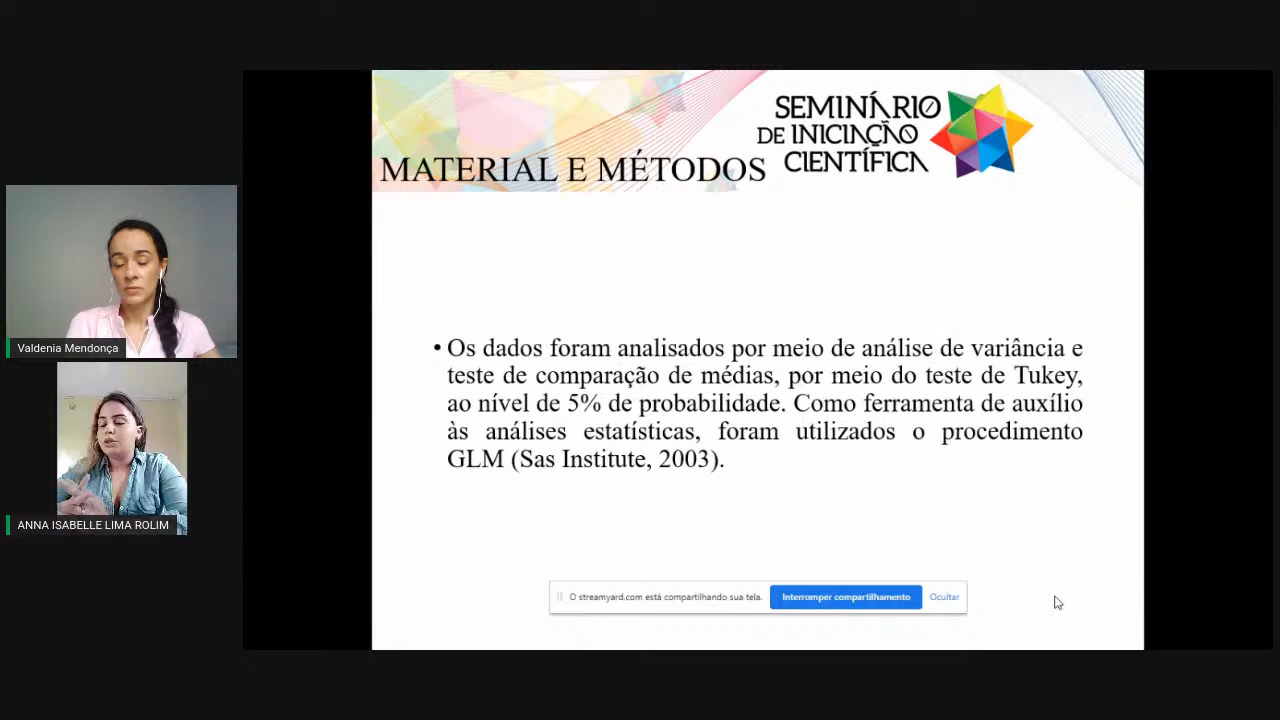 SEMINÁRIO
DE INICIAÇÃO
CIENTÍFICA
MATERIAL E MÉTODOS
Valdenia Mendonça
ANNA ISABELLE LIMA ROLIM
• Os dados foram analisados por meio de análise de variância e
teste de comparação de médias, por meio do teste de Tukey,
ao nível de 5% de probabilidade. Como ferramenta de auxílio
às análises estatísticas, foram utilizados o procedimento
GLM (Sas Institute, 2003).
O streamyard.com está compartilhando sua tela.
Interromper compartilhamento
Ocultar